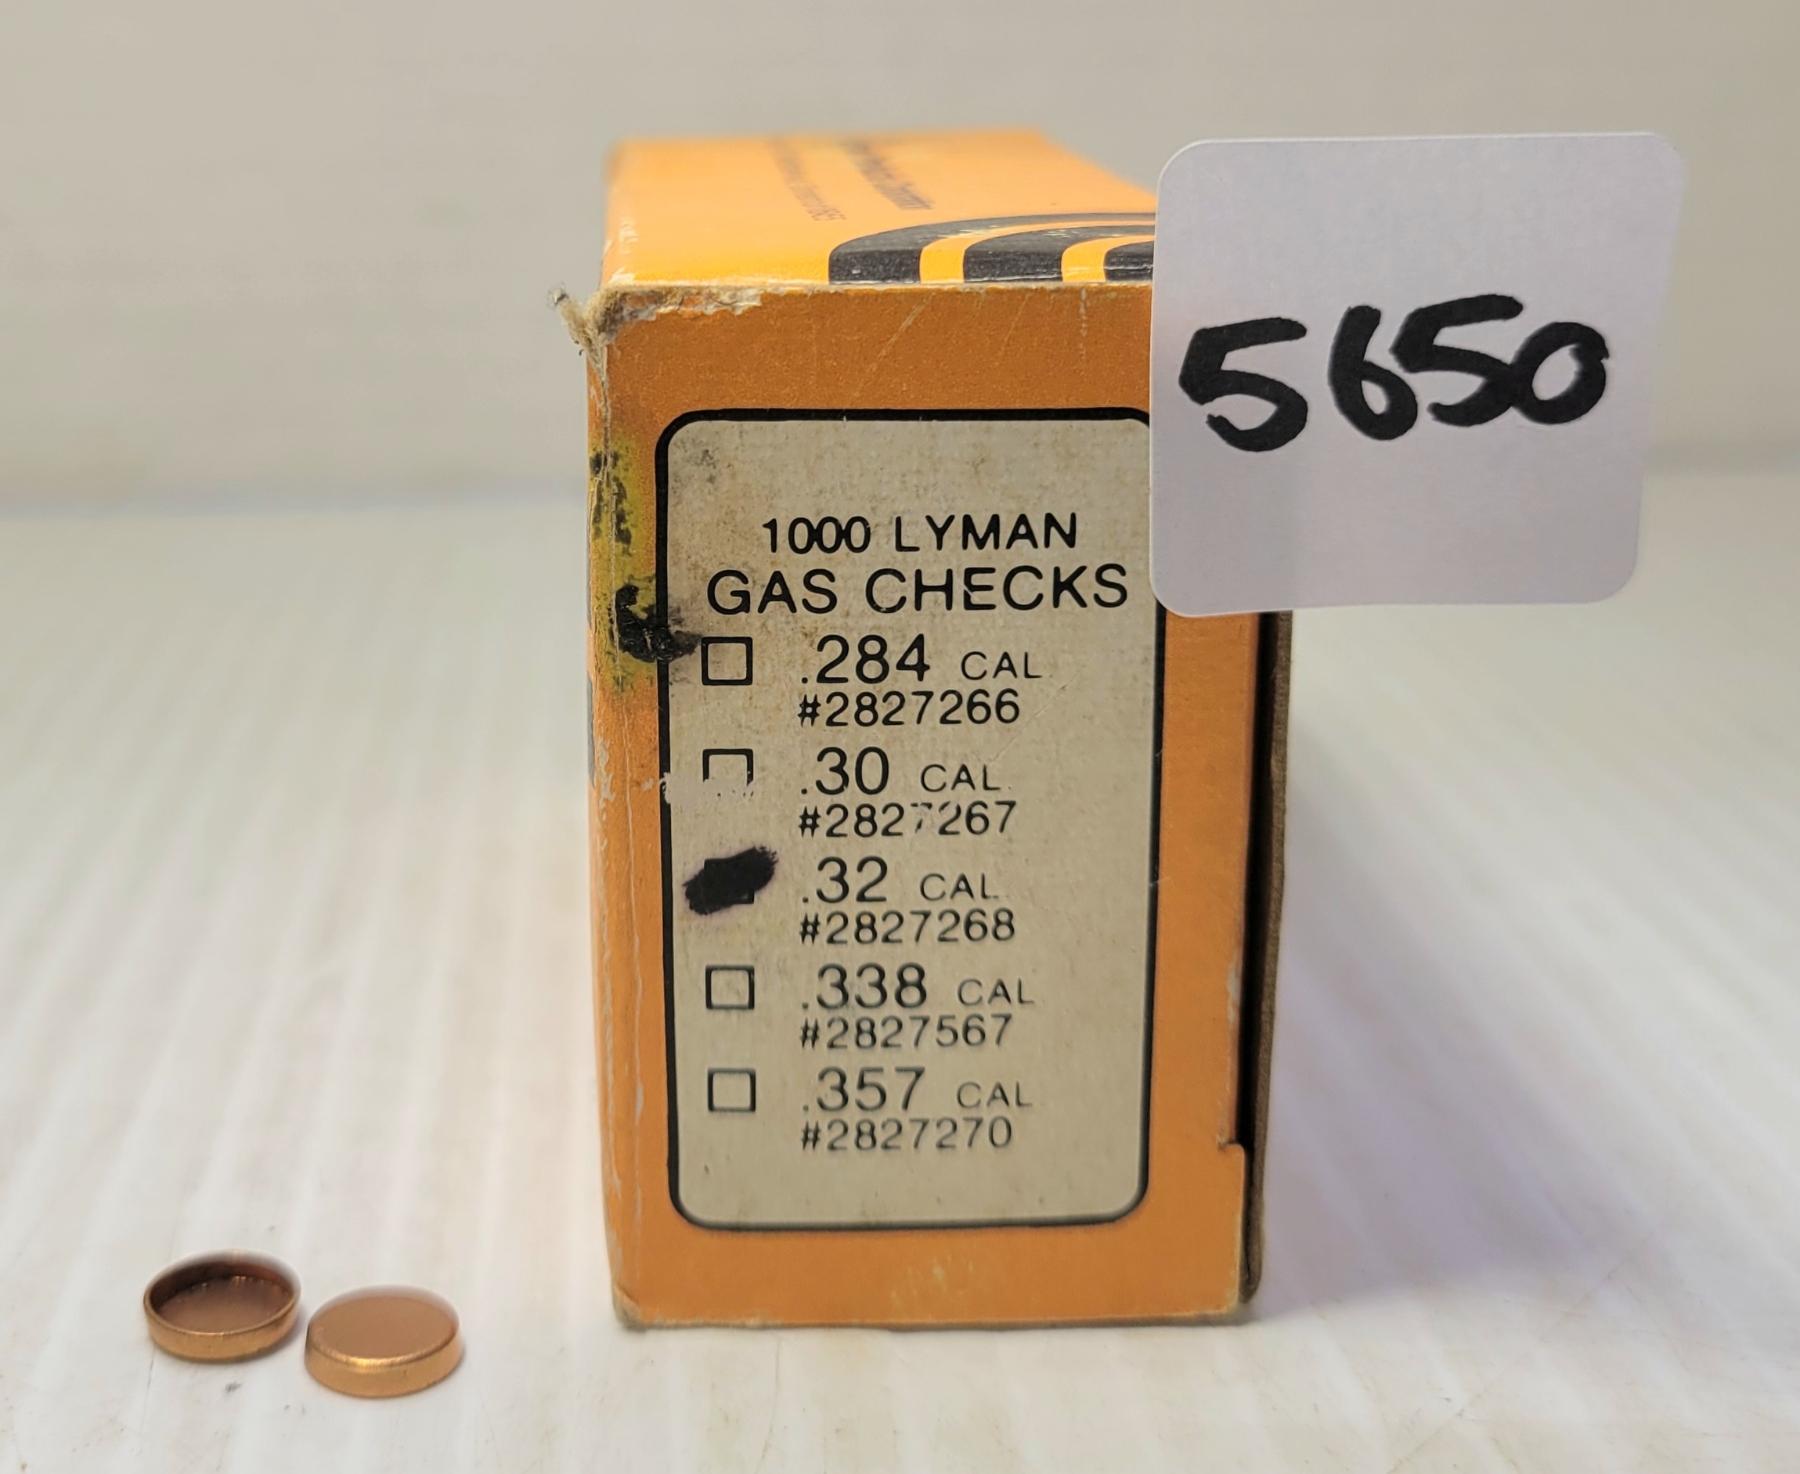 5650
1000 LYMAN
GAS CHECKS
.284 CAL.
#2827266
.30 CAL.
#2827267
.32 CAL.
#2827268
.338 CAL
#2827567
.357 CAL
#2827270